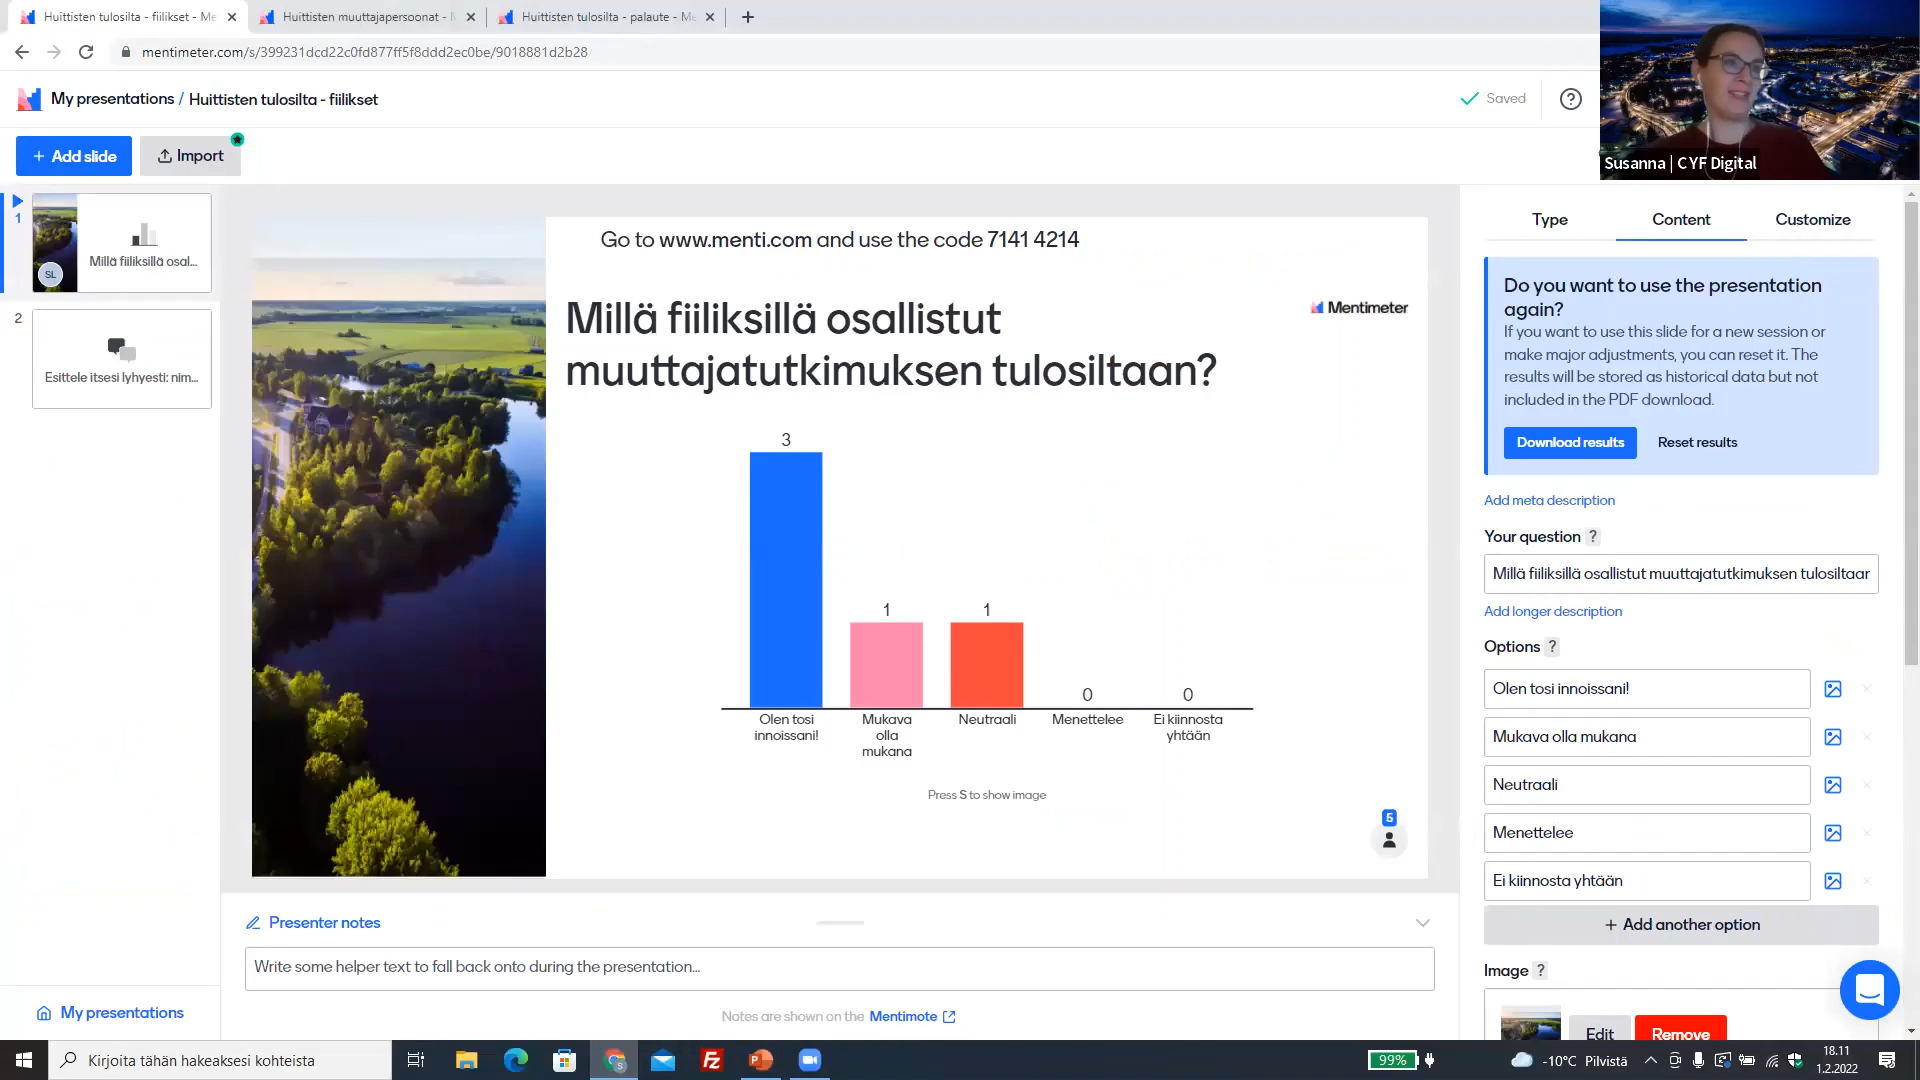 Huittisten tulosilta - fiilikset - Me
Huittisten muuttajapersoonat - M
Huittisten tulosilta - palaute - Me
mentimeter.com/s/399231dcd22c0fd877ff5f8ddd2ec0be/9018881d2b28
My presentations / Huittisten tulosilta - fiilikset
Saved
Susanna | CYF Digital
+ Add slide
Import
1
SL
Millä fiiliksillä osal...
2
Esittele itsesi lyhyesti: nim...
My presentations
Go to www.menti.com and use the code 7141 4214
Millä fiiliksillä osallistut
muuttajatutkimuksen tulosiltaan?
Mentimeter
3
1
1
0
0
Olen tosi
innoissani!
Mukava
olla
mukana
Neutraali
Menettelee
Ei kiinnosta
yhtään
Press S to show image
5
Presenter notes
Write some helper text to fall back onto during the presentation...
Notes are shown on the Mentimote
Type
Content
Customize
Do you want to use the presentation
again?
If you want to use this slide for a new session or
make major adjustments, you can reset it. The
results will be stored as historical data but not
included in the PDF download.
Download results
Reset results
Add meta description
Your question ?
Millä fiiliksillä osallistut muuttajatutkimuksen tulosiltaar
Add longer description
Options ?
Olen tosi innoissani!
Mukava olla mukana
Neutraali
Menettelee
Ei kiinnosta yhtään
+ Add another option
Image ?
Edit
Remove
Kirjoita tähän hakeaksesi kohteista
99%
-10°C Pilvistä
18.11
1.2.2022